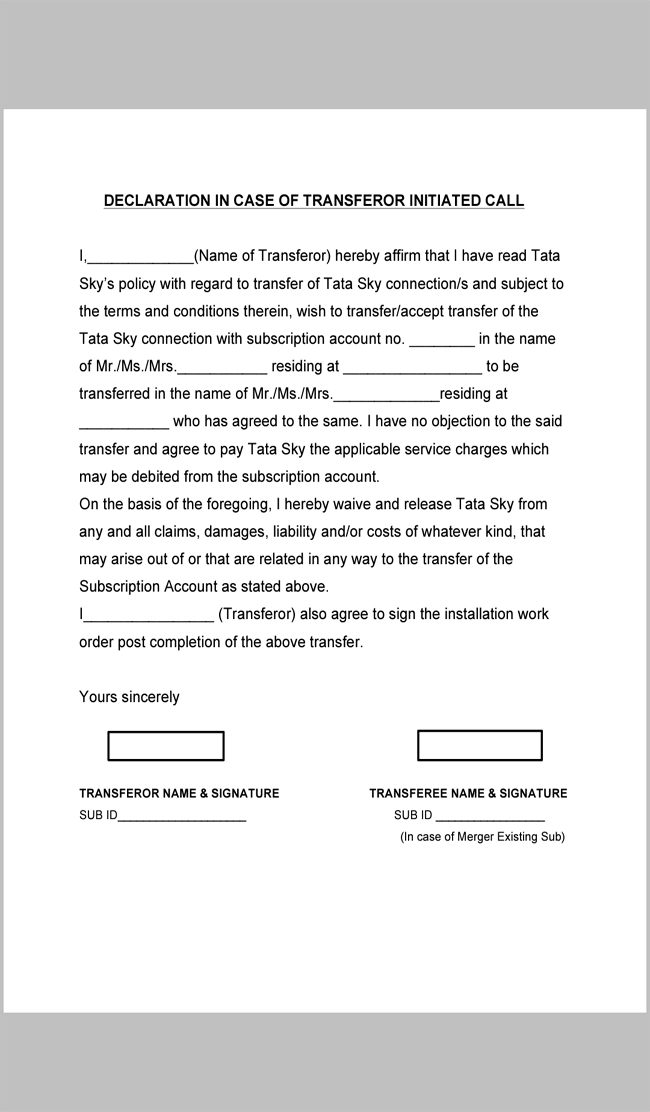 DECLARATION IN CASE OF TRANSFEROR INITIATED CALL
I,_____________(Name of Transferor) hereby affirm that I have read Tata
Sky's policy with regard to transfer of Tata Sky connection/s and subject to
the terms and conditions therein, wish to transfer/accept transfer of the
Tata Sky connection with subscription account no. ________ in the name
of Mr./Ms./Mrs.___________ residing at _________________ to be
transferred in the name of Mr./Ms./Mrs._____________residing at
___________ who has agreed to the same. I have no objection to the said
transfer and agree to pay Tata Sky the applicable service charges which
may be debited from the subscription account.
On the basis of the foregoing, I hereby waive and release Tata Sky from
any and all claims, damages, liability and/or costs of whatever kind, that
may arise out of or that are related in any way to the transfer of the
Subscription Account as stated above.
I________________ (Transferor) also agree to sign the installation work
order post completion of the above transfer.
Yours sincerely
TRANSFEROR NAME & SIGNATURE
TRANSFEREE NAME & SIGNATURE
SUB ID____________________
SUB ID _________________
(In case of Merger Existing Sub)